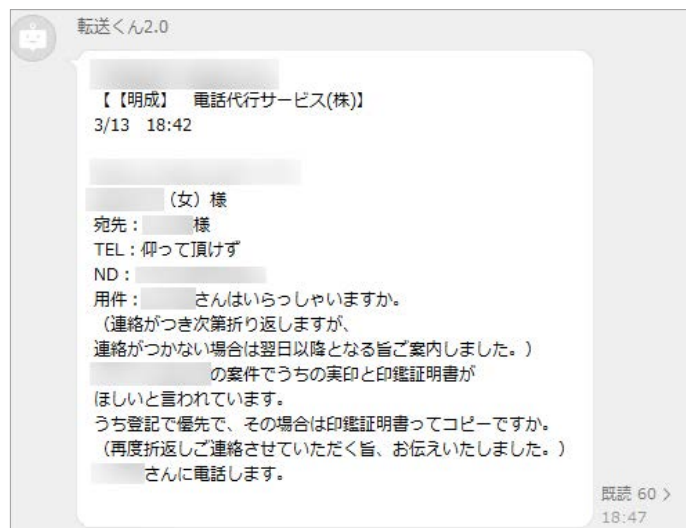 転送くん2.0
【【明成】　電話代行サービス(株)】
3/13　18:42
（女）様
宛先：　様
TEL：仰って頂けず
ND：
用件：　さんはいらっしゃいますか。
（連絡がつき次第折り返しますが、
連絡がつかない場合は翌日以降となる旨ご案内しました。）
の案件でうちの実印と印鑑証明書が
ほしいと言われています。
うち登記で優先で、その場合は印鑑証明書ってコピーですか。
（再度折返しご連絡させていただく旨、お伝えいたしました。）
さんに電話します。
既読 60 >
18:47